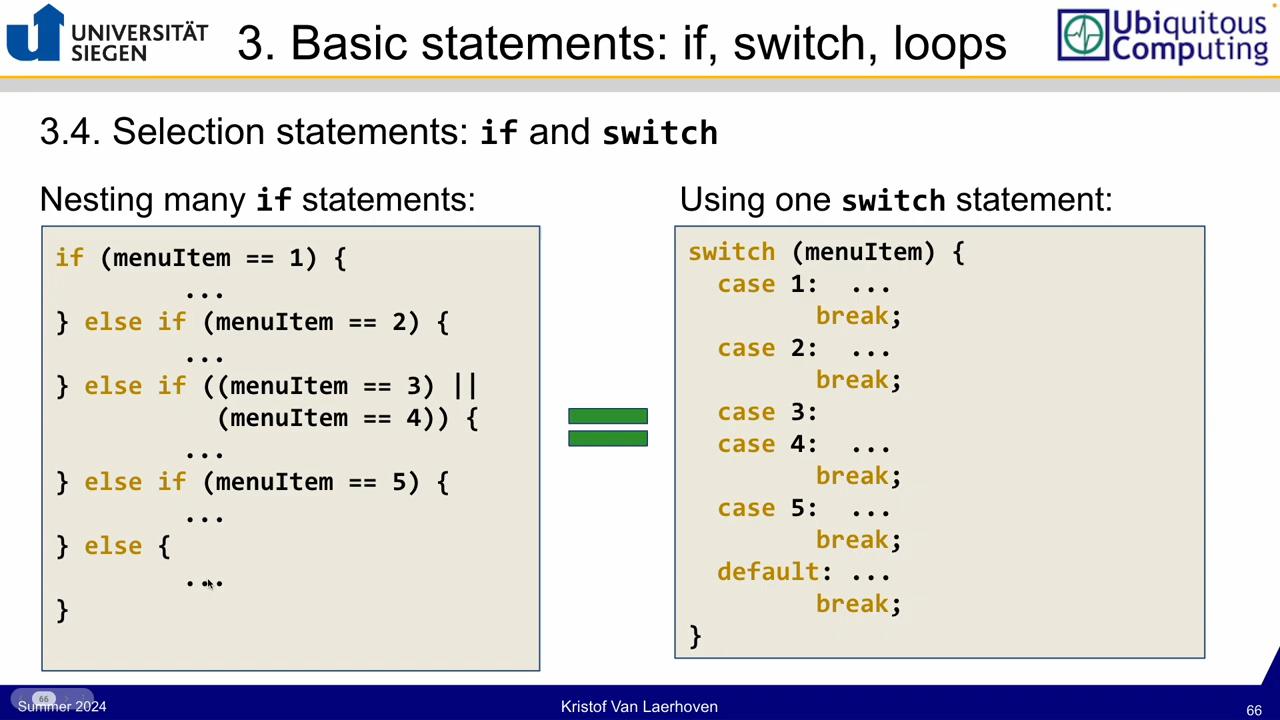 UNIVERSITÄT
SIEGEN
3. Basic statements: if, switch, loops
Ubiquitous
Computing
3.4. Selection statements: if and switch
Nesting many if statements:
if (menuItem == 1) {
...
} else if (menuItem == 2) {
...
} else if ((menuItem == 3) ||
(menuItem == 4)) {
...
} else if (menuItem == 5) {
...
} else {
...
}
Using one switch statement:
switch (menuItem) {
case 1: ...
break;
case 2: ...
break;
case 3:
case 4: ...
break;
case 5: ...
break;
default: ...
break;
}
66
Summer 2024
Kristof Van Laerhoven
66